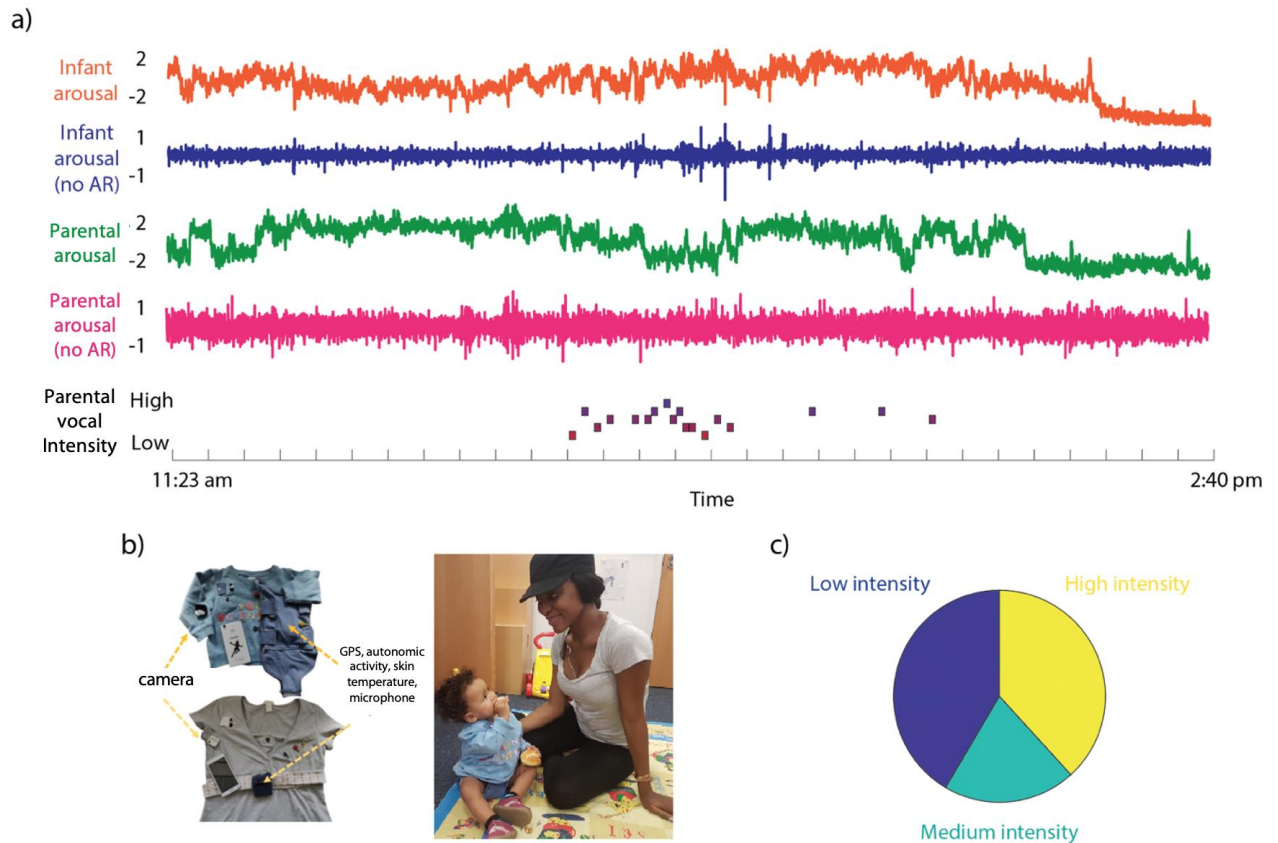 a)
Infant
arousal
2
-2
Infant
arousal
(no AR)
1
-1
Parental
arousal
2
-2
Parental
arousal
(no AR)
1
-1
Parental
vocal
Intensity
High
Low
11:23 am
2:40 pm
Time
b)
camera
GPS, autonomic
activity, skin
temperature,
microphone
c)
Low intensity
High intensity
Medium intensity